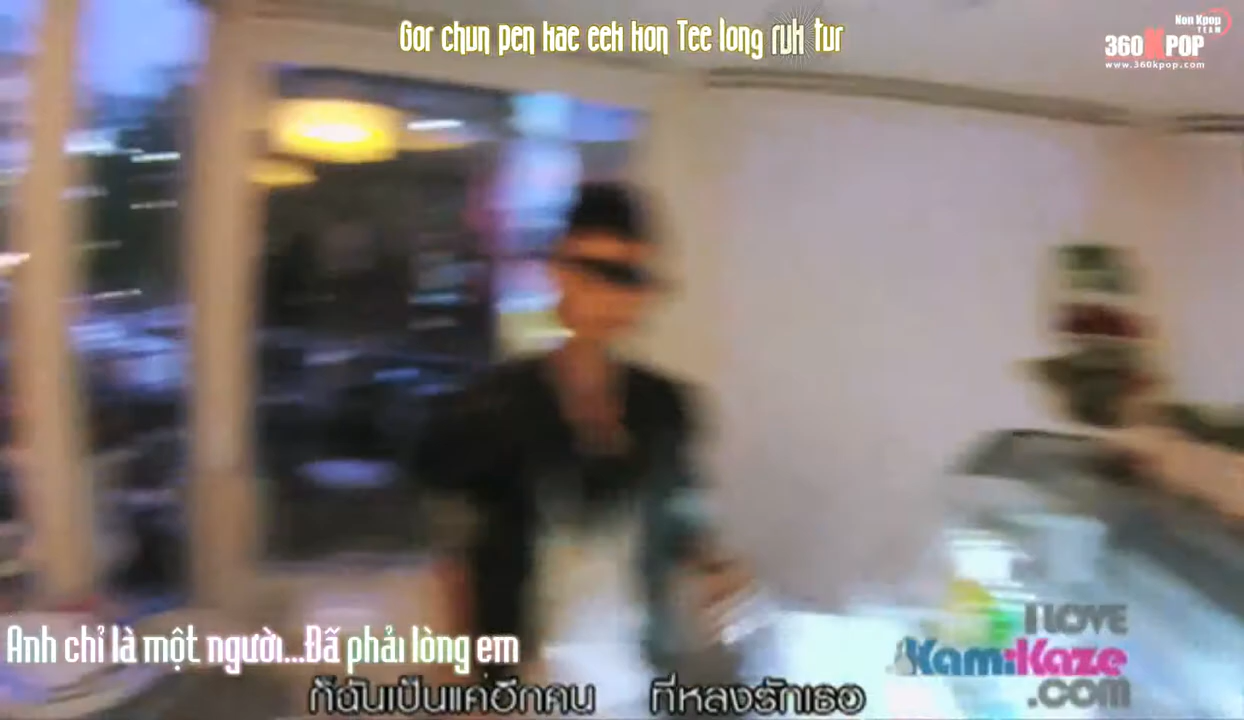 Gor chun pen kae eek kon Tee long ruk tur
Non Kpop
TEAM
360KPOP
www.360kpop.com
I LOVE
Kami:Kaze
.COM
Anh chỉ là một người...Đã phải lòng em
ก็ฉันเป็นแค่อีกคน ที่หลงรักเธอ